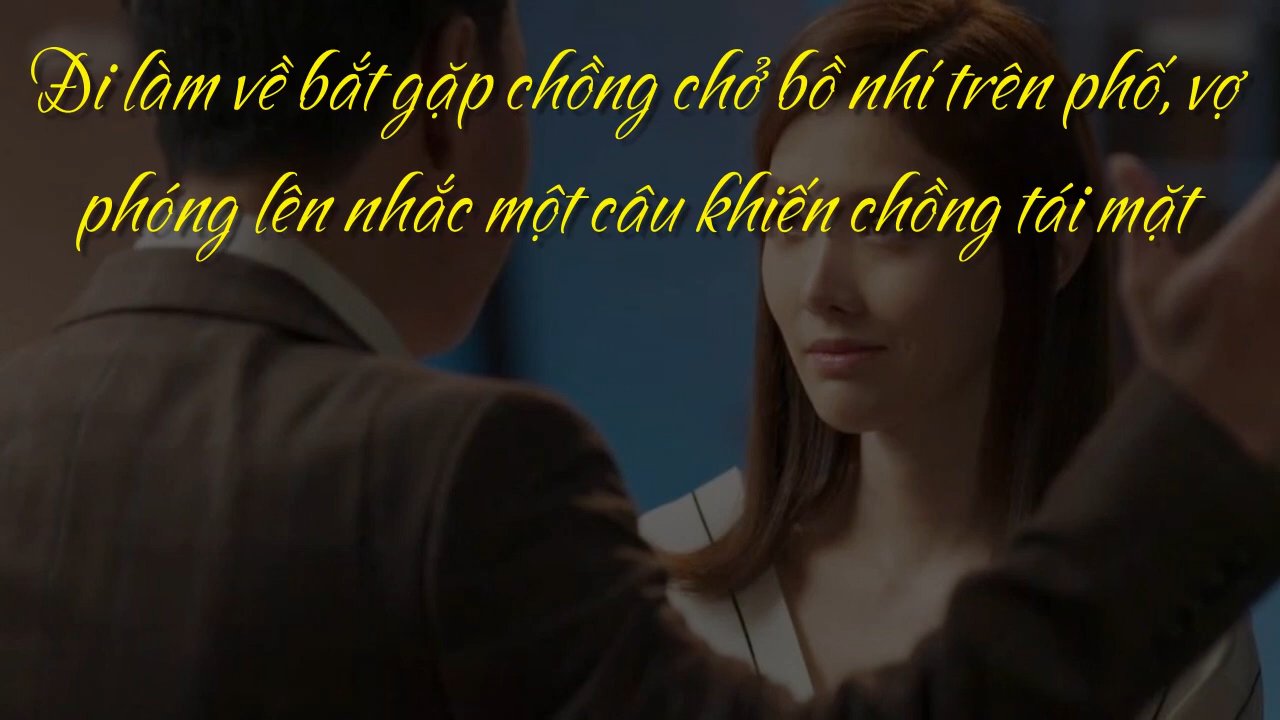 Đi làm về bắt gặp chồng chở bồ nhí trên phố, vợ
phóng lên nhắc một câu khiến chồng tái mặt